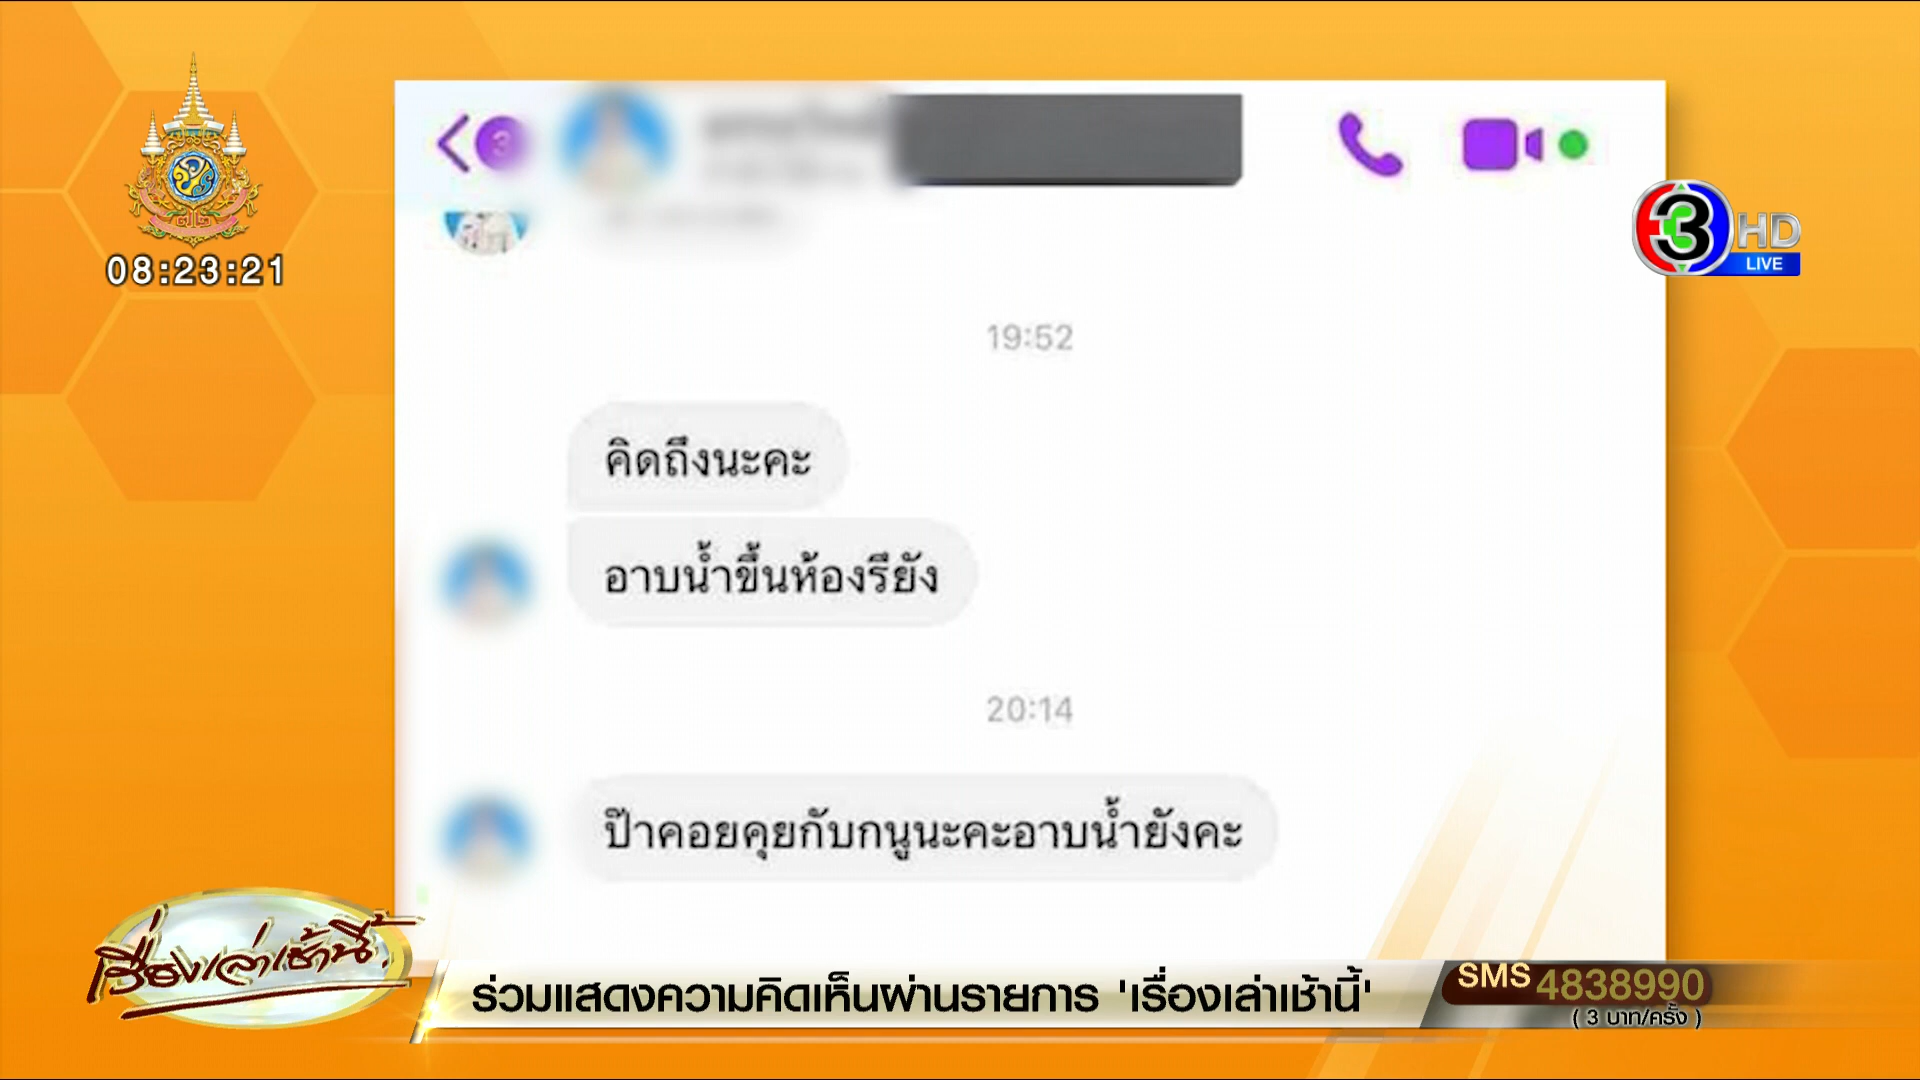 3
08:23:21
3 HD
LIVE
19:52
คิดถึงนะคะ
อาบน้ำขึ้นห้องรึยัง
20:14
ป๊าคอยคุยกับกนูนะคะอาบน้ำยังคะ
เรื่องเล่าเช้านี้
ร่วมแสดงความคิดเห็นผ่านรายการ 'เรื่องเล่าเช้านี้'
SMS 4838990
( 3 บาท/ครั้ง )